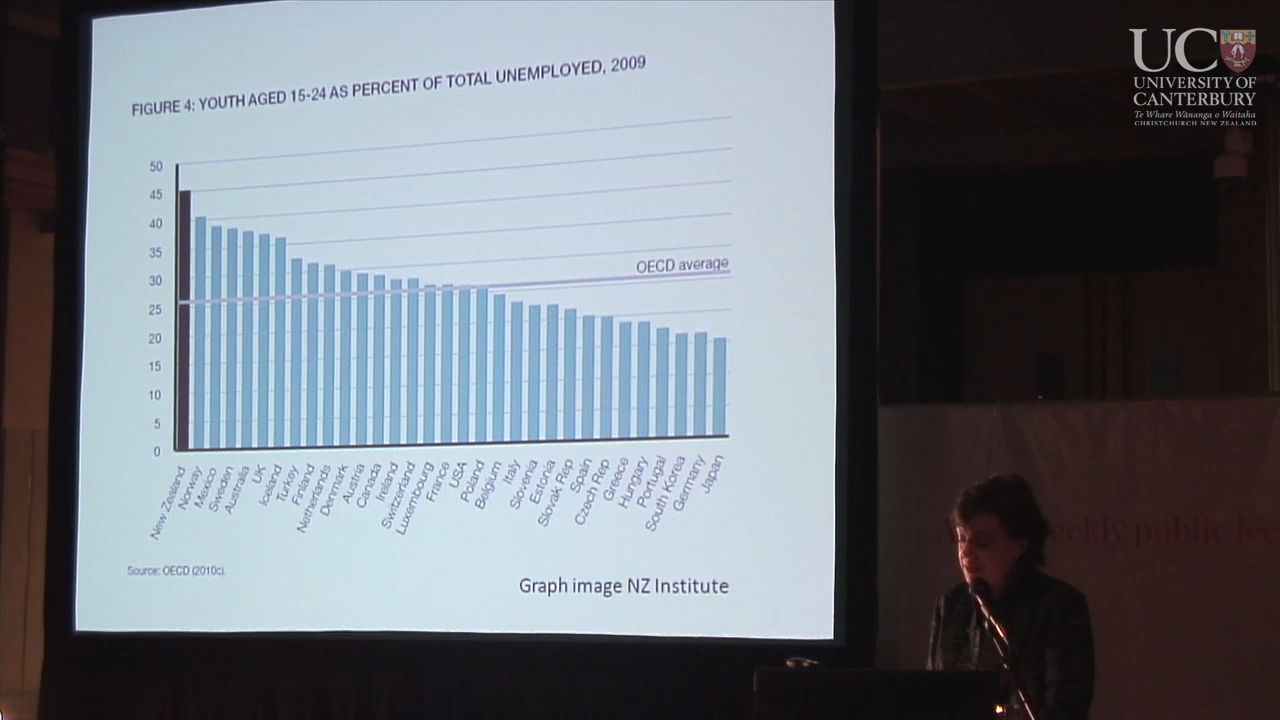 FIGURE 4: YOUTH AGED 15-24 AS PERCENT OF TOTAL UNEMPLOYED, 2009
50
45
40
35
30
25
20
15
10
5
0
OECD average
New Zealand
Norway
Mexico
Sweden
Australia
UK
Iceland
Turkey
Finland
Netherlands
Denmark
Austria
Canada
Ireland
Switzerland
Luxembourg
France
USA
Poland
Belgium
Italy
Slovenia
Estonia
Slovak Rep
Spain
Czech Rep
Greece
Hungary
Portugal
South Korea
Germany
Japan
Source: OECD (2010c).
Graph image NZ Institute
UC
UNIVERSITY OF
CANTERBURY
Te Whare Wānanga o Waitaha
CHRISTCHURCH NEW ZEALAND
public